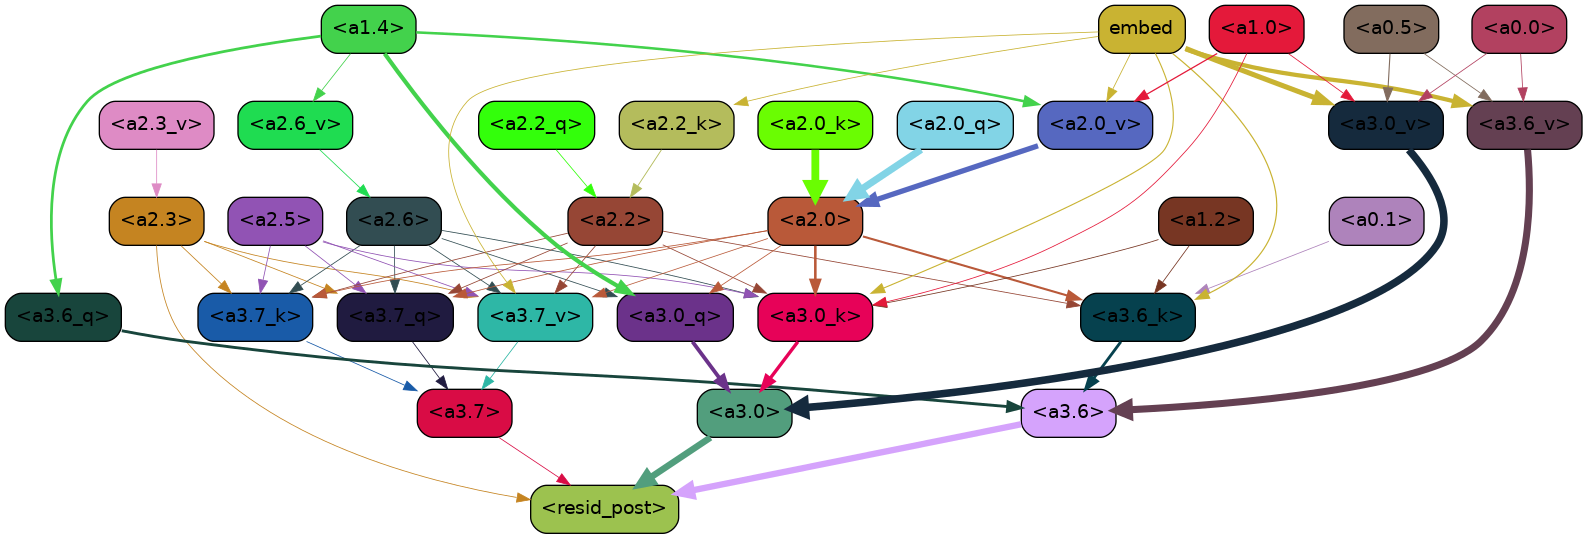 <a1.4> embed <a1.0> <a0.5> <a0.0>
<a2.3_v> <a2.6_v> <a2.2_q> <a2.2_k> <a2.0_k> <a2.0_q> <a2.0_v> <a3.0_v> <a3.6_v>
<a2.3> <a2.5> <a2.6> <a2.2> <a2.0> <a1.2> <a0.1>
<a3.6_q> <a3.7_k> <a3.7_q> <a3.7_v> <a3.0_q> <a3.0_k> <a3.6_k>
<a3.7> <a3.0> <a3.6>
<resid_post>